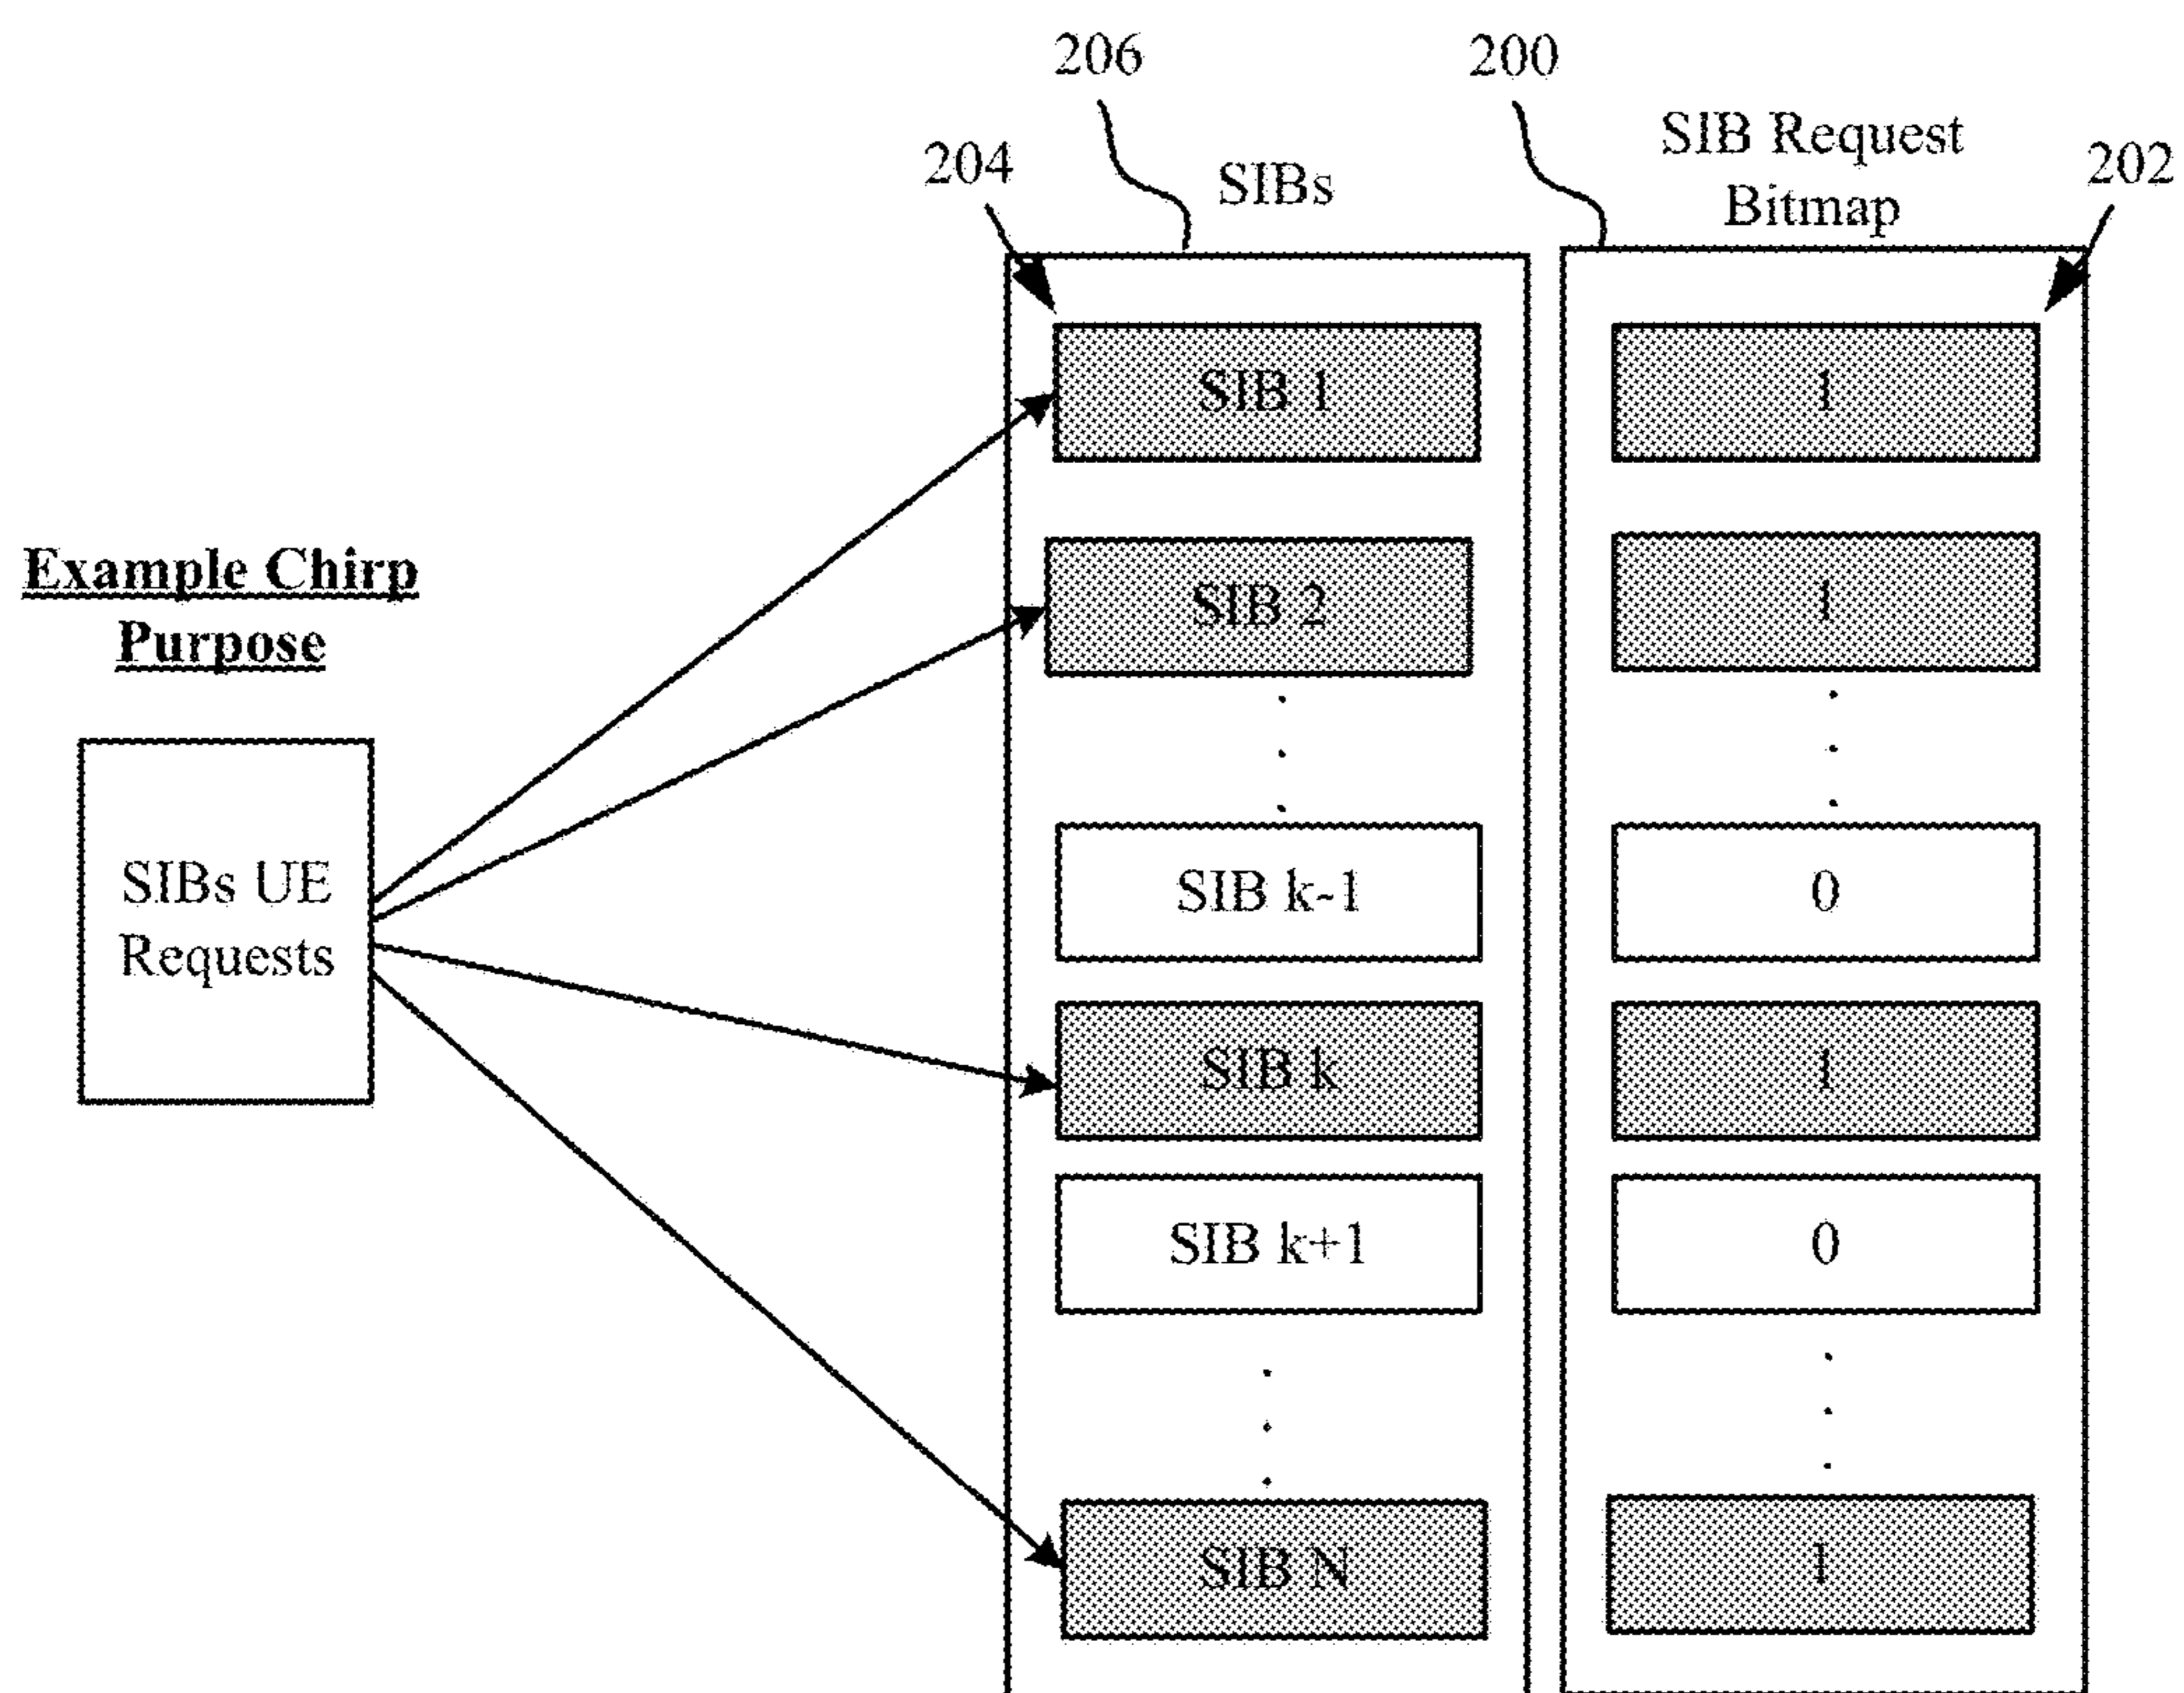 206
200
204
SIBs
SIB Request
Bitmap
202
SIB 1
1
Example Chirp
Purpose
SIB 2
1
SIBs UE
Requests
SIB k-1
0
SIB k
1
SIB k+1
0
SIB N
1